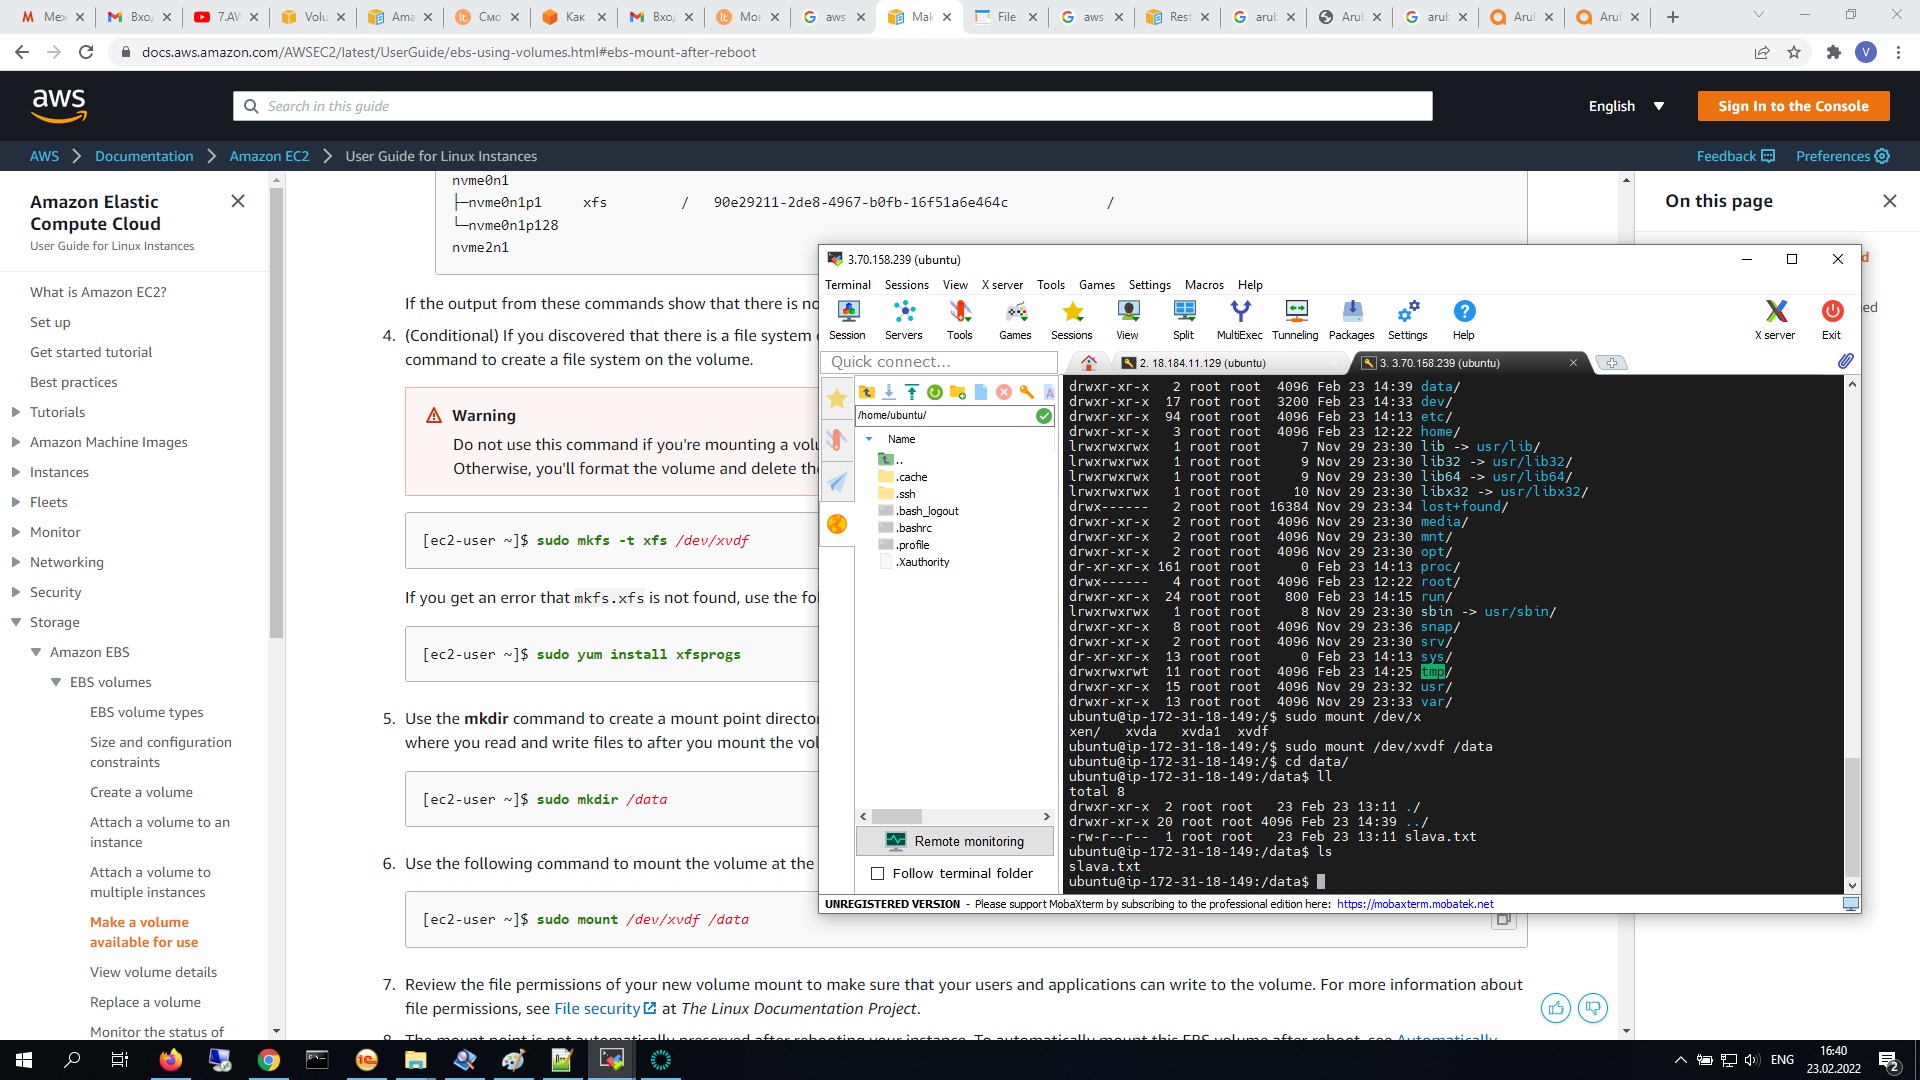 Меж
Вход
7.AV
Volu
Ama
Смо
Как
Вход
Мон
aws
Mak
File
aws
Rest
arub
Arul
arub
Arul
Arul
docs.aws.amazon.com/AWSEC2/latest/UserGuide/ebs-using-volumes.html#ebs-mount-after-reboot
V
aws
Search in this guide
English
Sign In to the Console
AWS
Documentation
Amazon EC2
User Guide for Linux Instances
Feedback
Preferences
Amazon Elastic
Compute Cloud
User Guide for Linux Instances
What is Amazon EC2?
Set up
Get started tutorial
Best practices
Tutorials
Amazon Machine Images
Instances
Fleets
Monitor
Networking
Security
Storage
Amazon EBS
EBS volumes
EBS volume types
Size and configuration
constraints
Create a volume
Attach a volume to an
instance
Attach a volume to
multiple instances
Make a volume
available for use
View volume details
Replace a volume
Monitor the status of
nvme0n1
├─nvme0n1p1 xfs / 90e29211-2de8-4967-b0fb-16f51a6e464c /
└─nvme0n1p128
nvme2n1
If the output from these commands show that there is no
4. (Conditional) If you discovered that there is a file system
command to create a file system on the volume.
Warning
Do not use this command if you're mounting a volu
Otherwise, you'll format the volume and delete the
[ec2-user ~]$ sudo mkfs -t xfs /dev/xvdf
If you get an error that mkfs.xfs is not found, use the fol
[ec2-user ~]$ sudo yum install xfsprogs
5. Use the mkdir command to create a mount point director
where you read and write files to after you mount the vol
[ec2-user ~]$ sudo mkdir /data
6. Use the following command to mount the volume at the
[ec2-user ~]$ sudo mount /dev/xvdf /data
7. Review the file permissions of your new volume mount to make sure that your users and applications can write to the volume. For more information about
file permissions, see File security at The Linux Documentation Project.
8. The mount point is not automatically preserved after rebooting your instance. To automatically mount this EBS volume after reboot, see Automatically
On this page
d
ed
3.70.158.239 (ubuntu)
Terminal Sessions View X server Tools Games Settings Macros Help
Session Servers Tools Games Sessions View Split MultiExec Tunneling Packages Settings Help X server Exit
Quick connect...
2. 18.184.11.129 (ubuntu)
3. 3.70.158.239 (ubuntu)
/home/ubuntu/
Name
..
.cache
.ssh
.bash_logout
.bashrc
.profile
.Xauthority
Remote monitoring
Follow terminal folder
drwxr-xr-x 2 root root 4096 Feb 23 14:39 data/
drwxr-xr-x 17 root root 3200 Feb 23 14:33 dev/
drwxr-xr-x 94 root root 4096 Feb 23 14:13 etc/
drwxr-xr-x 3 root root 4096 Feb 23 12:22 home/
lrwxrwxrwx 1 root root 7 Nov 29 23:30 lib -> usr/lib/
lrwxrwxrwx 1 root root 9 Nov 29 23:30 lib32 -> usr/lib32/
lrwxrwxrwx 1 root root 9 Nov 29 23:30 lib64 -> usr/lib64/
lrwxrwxrwx 1 root root 10 Nov 29 23:30 libx32 -> usr/libx32/
drwx------ 2 root root 16384 Nov 29 23:34 lost+found/
drwxr-xr-x 2 root root 4096 Nov 29 23:30 media/
drwxr-xr-x 2 root root 4096 Nov 29 23:30 mnt/
drwxr-xr-x 2 root root 4096 Nov 29 23:30 opt/
dr-xr-xr-x 161 root root 0 Feb 23 14:13 proc/
drwx------ 4 root root 4096 Feb 23 12:22 root/
drwxr-xr-x 24 root root 800 Feb 23 14:15 run/
lrwxrwxrwx 1 root root 8 Nov 29 23:30 sbin -> usr/sbin/
drwxr-xr-x 8 root root 4096 Nov 29 23:36 snap/
drwxr-xr-x 2 root root 4096 Nov 29 23:30 srv/
dr-xr-xr-x 13 root root 0 Feb 23 14:13 sys/
drwxrwxrwt 11 root root 4096 Feb 23 14:25 tmp/
drwxr-xr-x 15 root root 4096 Nov 29 23:32 usr/
drwxr-xr-x 13 root root 4096 Nov 29 23:33 var/
ubuntu@ip-172-31-18-149:/$ sudo mount /dev/x
xen/ xvda xvda1 xvdf
ubuntu@ip-172-31-18-149:/$ sudo mount /dev/xvdf /data
ubuntu@ip-172-31-18-149:/$ cd data/
ubuntu@ip-172-31-18-149:/data$ ll
total 8
drwxr-xr-x 2 root root 23 Feb 23 13:11 ./
drwxr-xr-x 20 root root 4096 Feb 23 14:39 ../
-rw-r--r-- 1 root root 23 Feb 23 13:11 slava.txt
ubuntu@ip-172-31-18-149:/data$ ls
slava.txt
ubuntu@ip-172-31-18-149:/data$
UNREGISTERED VERSION - Please support MobaXterm by subscribing to the professional edition here: https://mobaxterm.mobatek.net
ENG
16:40
23.02.2022
2